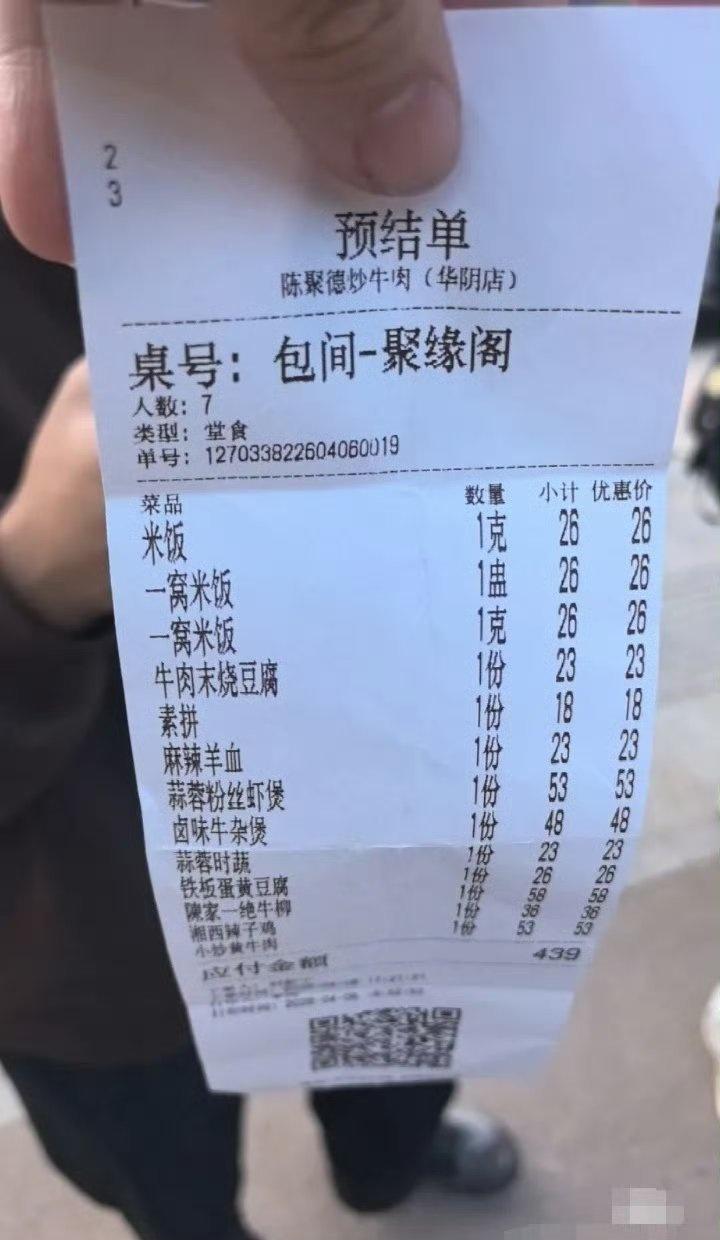 2
3
预结单
陈聚德炒牛肉（华阴店）
桌号：包间-聚缘阁
人数：7
类型：堂食
单号：127033822604060019
菜品 数量 小计 优惠价
米饭 1克 26 26
一窝米饭 1盅 26 26
一窝米饭 1克 26 26
牛肉末烧豆腐 1份 23 23
素拼 1份 18 18
麻辣羊血 1份 23 23
蒜蓉粉丝虾煲 1份 53 53
卤味牛杂煲 1份 48 48
蒜蓉时蔬 1份 23 23
铁板蛋黄豆腐 1份 26 26
陳家一绝牛柳 1份 58 58
湘西辣子鸡 1份 36 36
小炒黄牛肉 1份 53 53
应付金额 439